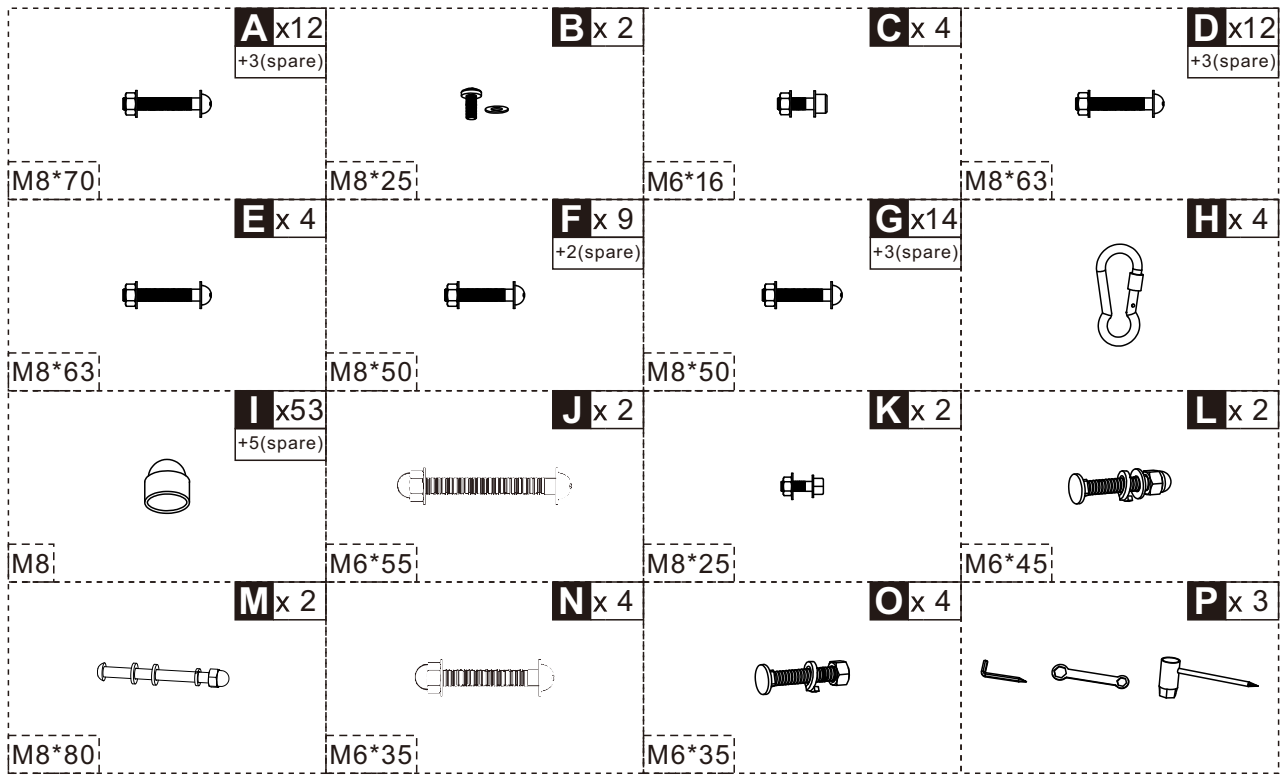 A x12
+3(spare)
M8*70
B x 2
M8*25
C x 4
M6*16
D x12
+3(spare)
M8*63
E x 4
M8*63
F x 9
+2(spare)
M8*50
G x14
+3(spare)
M8*50
H x 4
I x53
+5(spare)
M8
J x 2
M6*55
K x 2
M8*25
L x 2
M6*45
M x 2
M8*80
N x 4
M6*35
O x 4
M6*35
P x 3